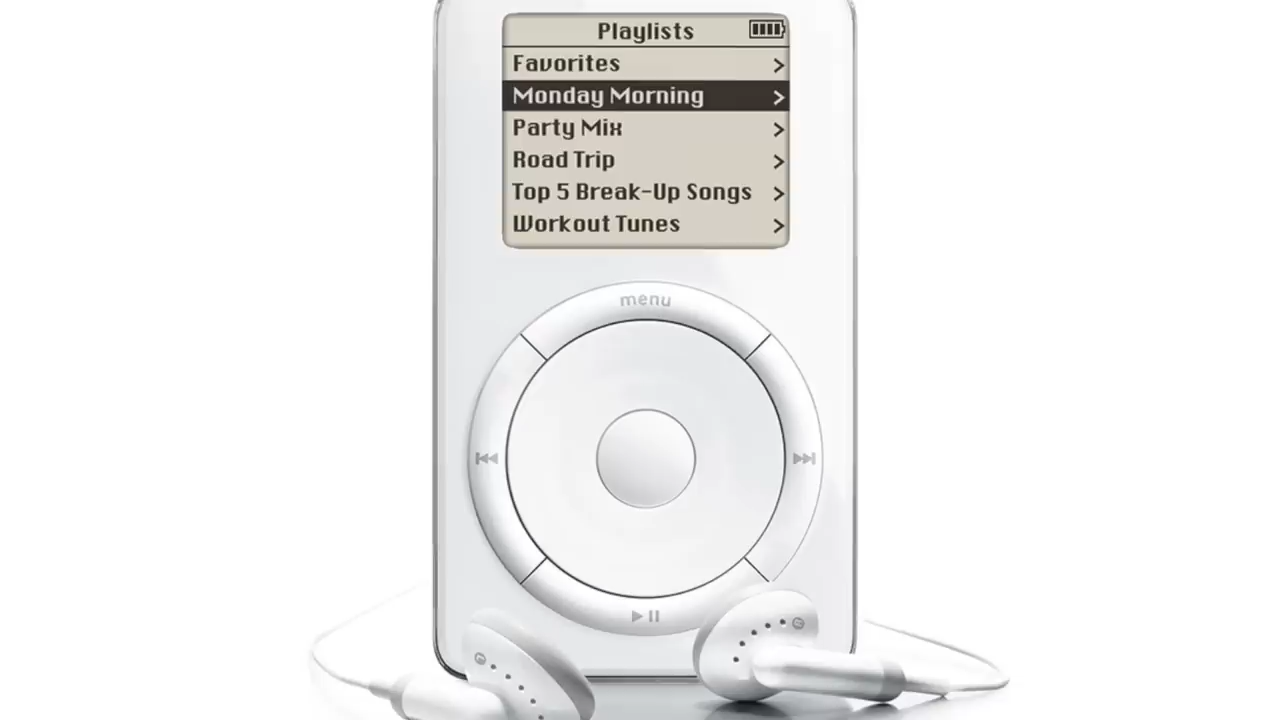 Playlists
Favorites
Monday Morning
Party Mix
Road Trip
Top 5 Break-Up Songs
Workout Tunes
menu